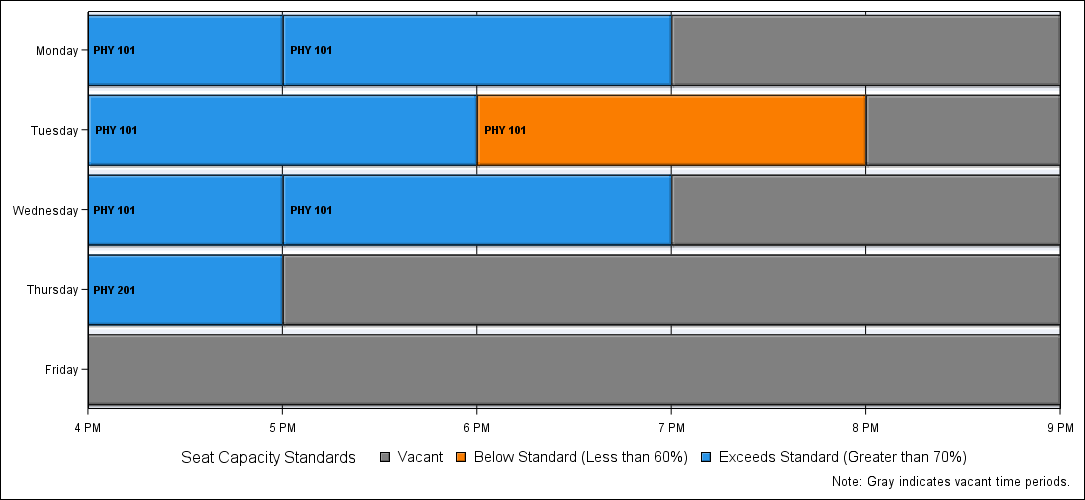 Monday PHY 101 PHY 101
Tuesday PHY 101 PHY 101
Wednesday PHY 101 PHY 101
Thursday PHY 201
Friday
4 PM 5 PM 6 PM 7 PM 8 PM 9 PM
Seat Capacity Standards Vacant Below Standard (Less than 60%) Exceeds Standard (Greater than 70%)
Note: Gray indicates vacant time periods.